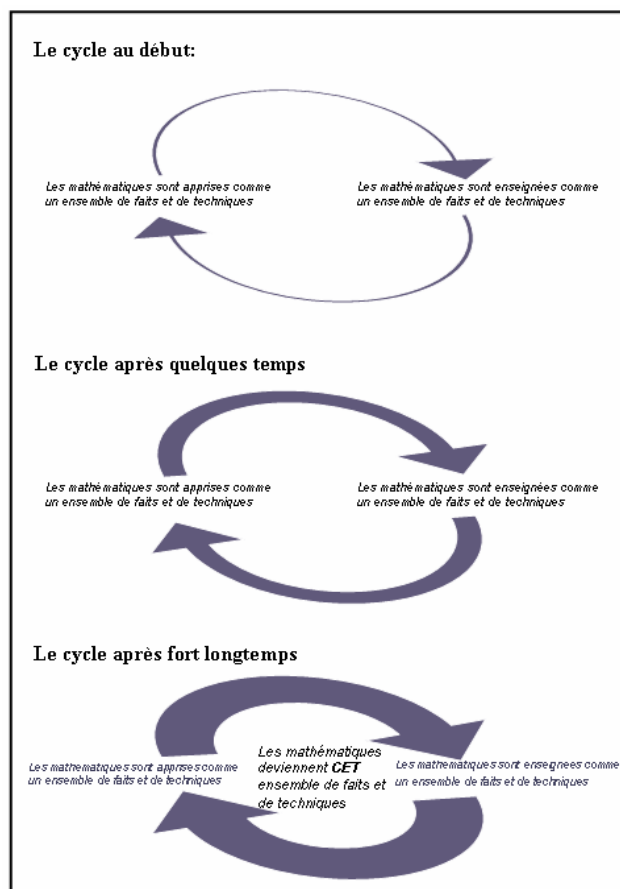 Le cycle au début:
Les mathématiques sont apprises comme
un ensemble de faits et de techniques
Les mathématiques sont enseignées comme
un ensemble de faits et de techniques
Le cycle après quelques temps
Les mathématiques sont apprises comme
un ensemble de faits et de techniques
Les mathématiques sont enseignées comme
un ensemble de faits et de techniques
Le cycle après fort longtemps
Les mathématiques sont apprises comme
un ensemble de faits et de techniques
Les mathématiques
deviennent CET
ensemble de faits et
de techniques
Les mathématiques sont enseignées comme
un ensemble de faits et de techniques